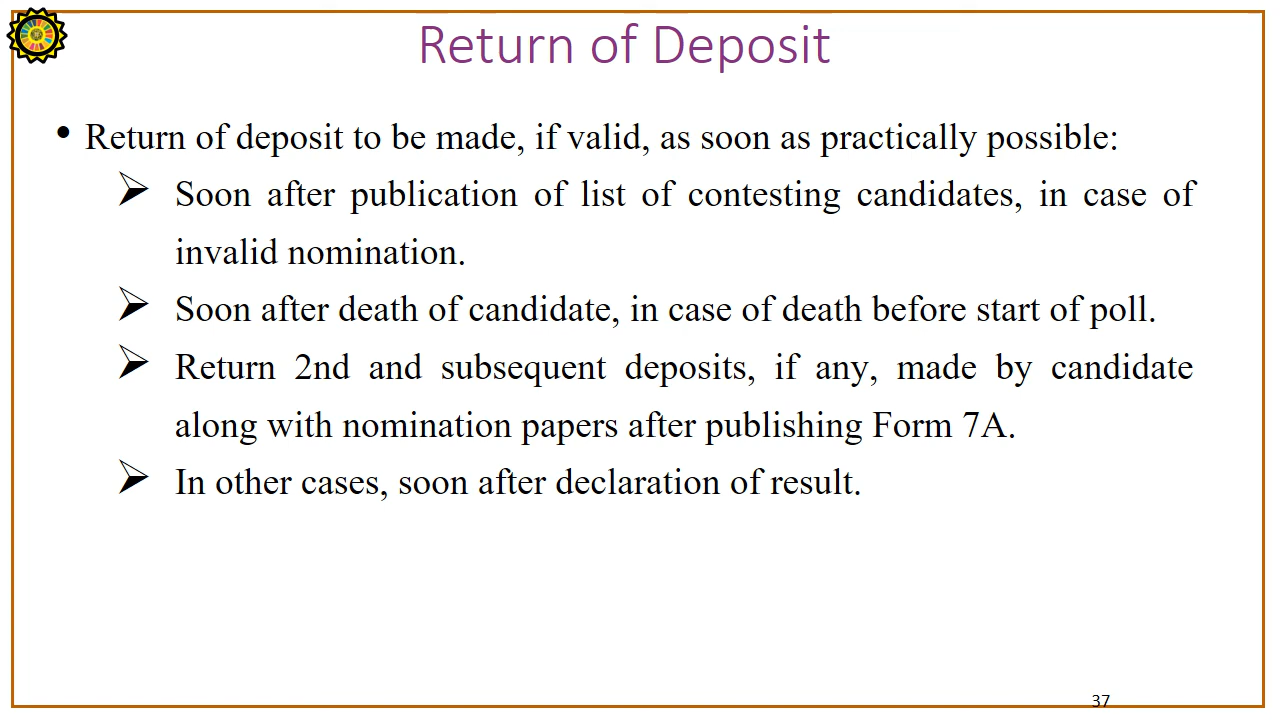 Return of Deposit
• Return of deposit to be made, if valid, as soon as practically possible:
➢ Soon after publication of list of contesting candidates, in case of
invalid nomination.
➢ Soon after death of candidate, in case of death before start of poll.
➢ Return 2nd and subsequent deposits, if any, made by candidate
along with nomination papers after publishing Form 7A.
➢ In other cases, soon after declaration of result.
37